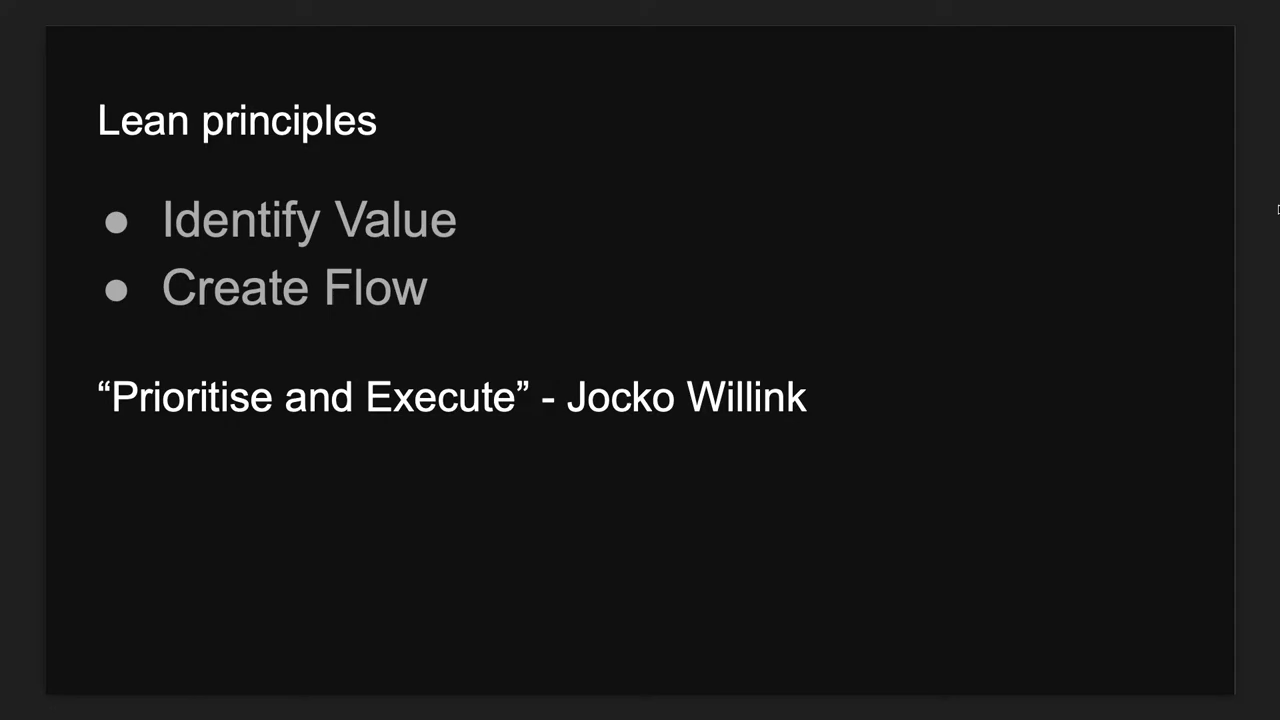 Lean principles
● Identify Value
● Create Flow
“Prioritise and Execute” - Jocko Willink